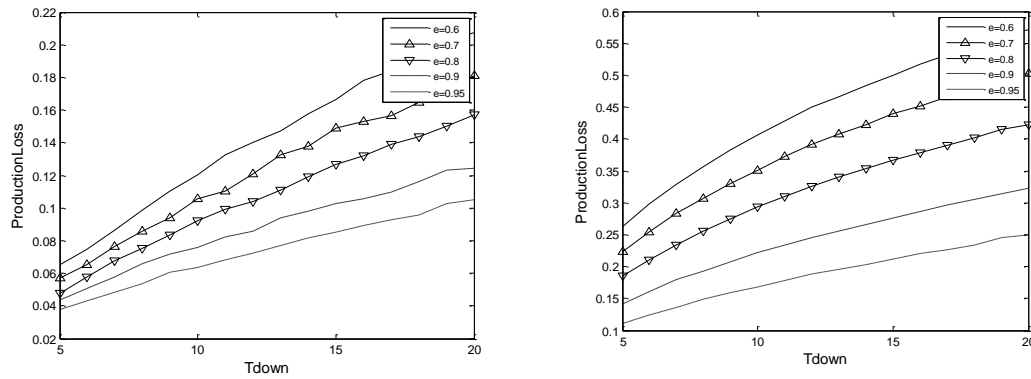 0.22
0.2
0.18
0.16
0.14
0.12
0.1
0.08
0.06
0.04
0.02
ProductionLoss
5
10
15
20
Tdown
e=0.6
e=0.7
e=0.8
e=0.9
e=0.95
0.6
0.55
0.5
0.45
0.4
0.35
0.3
0.25
0.2
0.15
0.1
ProductionLoss
5
10
15
20
Tdown
e=0.6
e=0.7
e=0.8
e=0.9
e=0.95